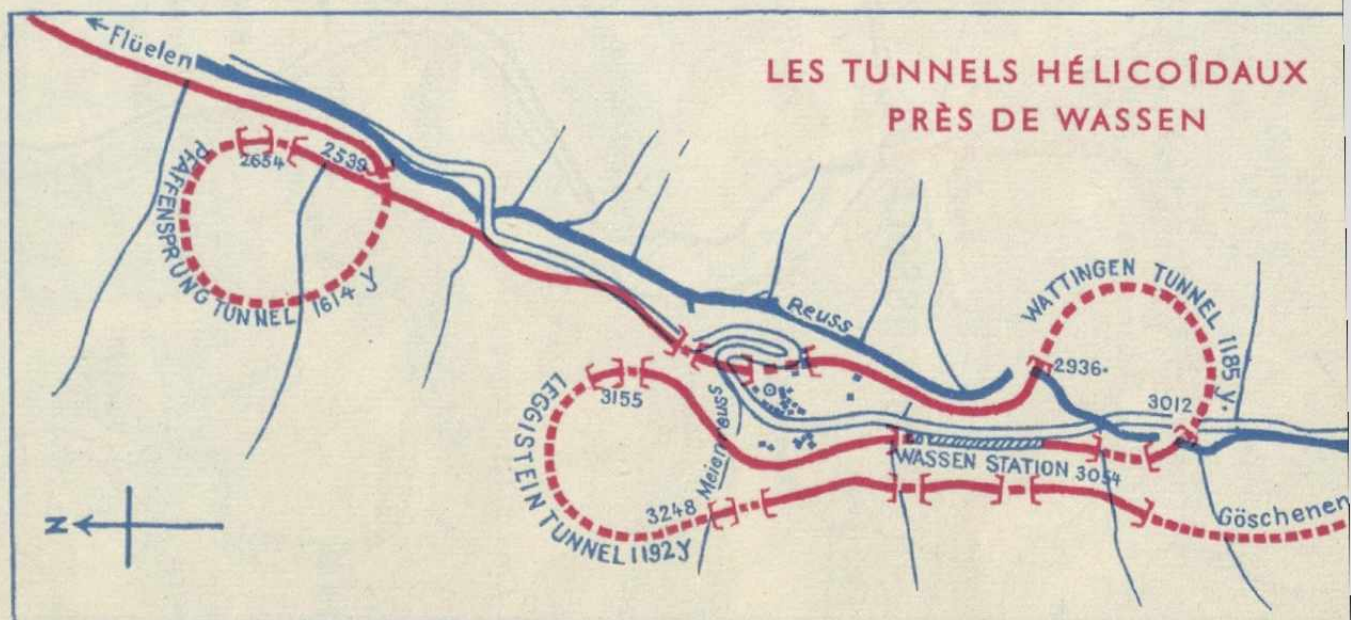 LES TUNNELS HÉLICOÎDAUX
PRÈS DE WASSEN
Flüelen
2654
2539
PFAFFENSPRUNG TUNNEL 1614 y
Reuss
WATTINGEN TUNNEL 1185 y.
2936.
3012
3155
LEGGISTEIN TUNNEL 1192 y
Meienreuss
WASSEN STATION 3054
3248
Göschenen
N